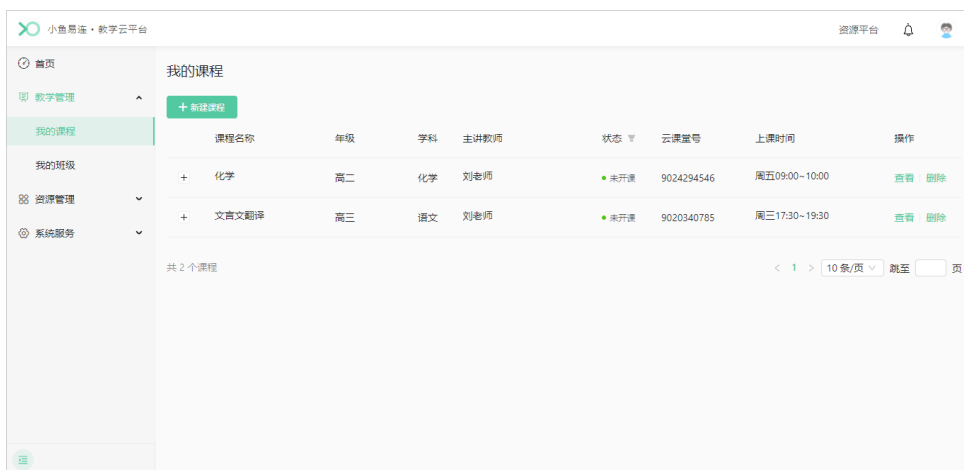 小鱼易连·教学云平台
资源平台
首页
教学管理
我的课程
我的班级
资源管理
系统服务
我的课程
+ 新建课程
课程名称 年级 学科 主讲教师 状态 云课堂号 上课时间 操作
+ 化学 高二 化学 刘老师 未开课 9024294546 周五09:00~10:00 查看 删除
+ 文言文翻译 高三 语文 刘老师 未开课 9020340785 周三17:30~19:30 查看 删除
共 2 个课程
< 1 > 10 条/页 跳至 页